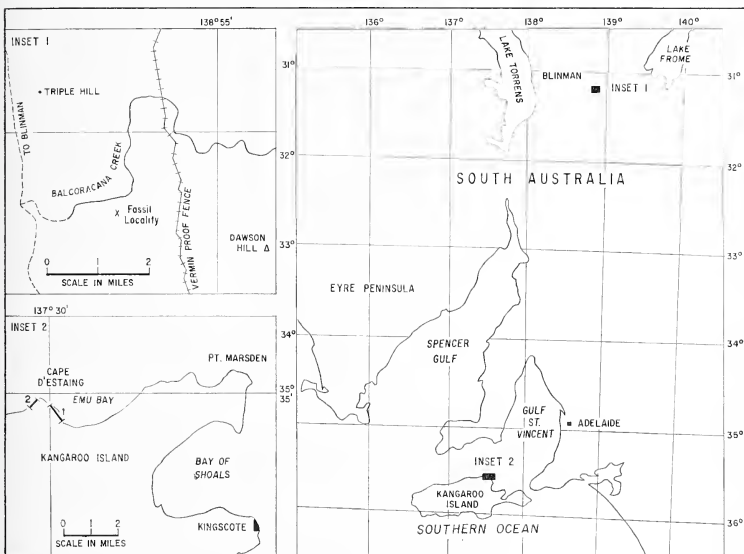 138°55'
INSET 1
TRIPLE HILL
TO BLINMAN
BALCORACANA CREEK
X Fossil
Locality
VERMIN PROOF FENCE
DAWSON
HILL Δ
0 1 2
SCALE IN MILES
137°30'
INSET 2
CAPE
D'ESTAING
PT. MARSDEN
EMU BAY
2
1
35°
35'
KANGAROO ISLAND
BAY OF
SHOALS
KINGSCOTE
0 1 2
SCALE IN MILES
136° 137° 138° 139° 140°
LAKE TORRENS
LAKE
FROME
31°
31°
BLINMAN
INSET 1
32°
32°
SOUTH AUSTRALIA
33°
33°
EYRE PENINSULA
34°
34°
SPENCER
GULF
GULF
ST.
VINCENT
ADELAIDE
35°
INSET 2
KANGAROO
ISLAND
36°
SOUTHERN OCEAN